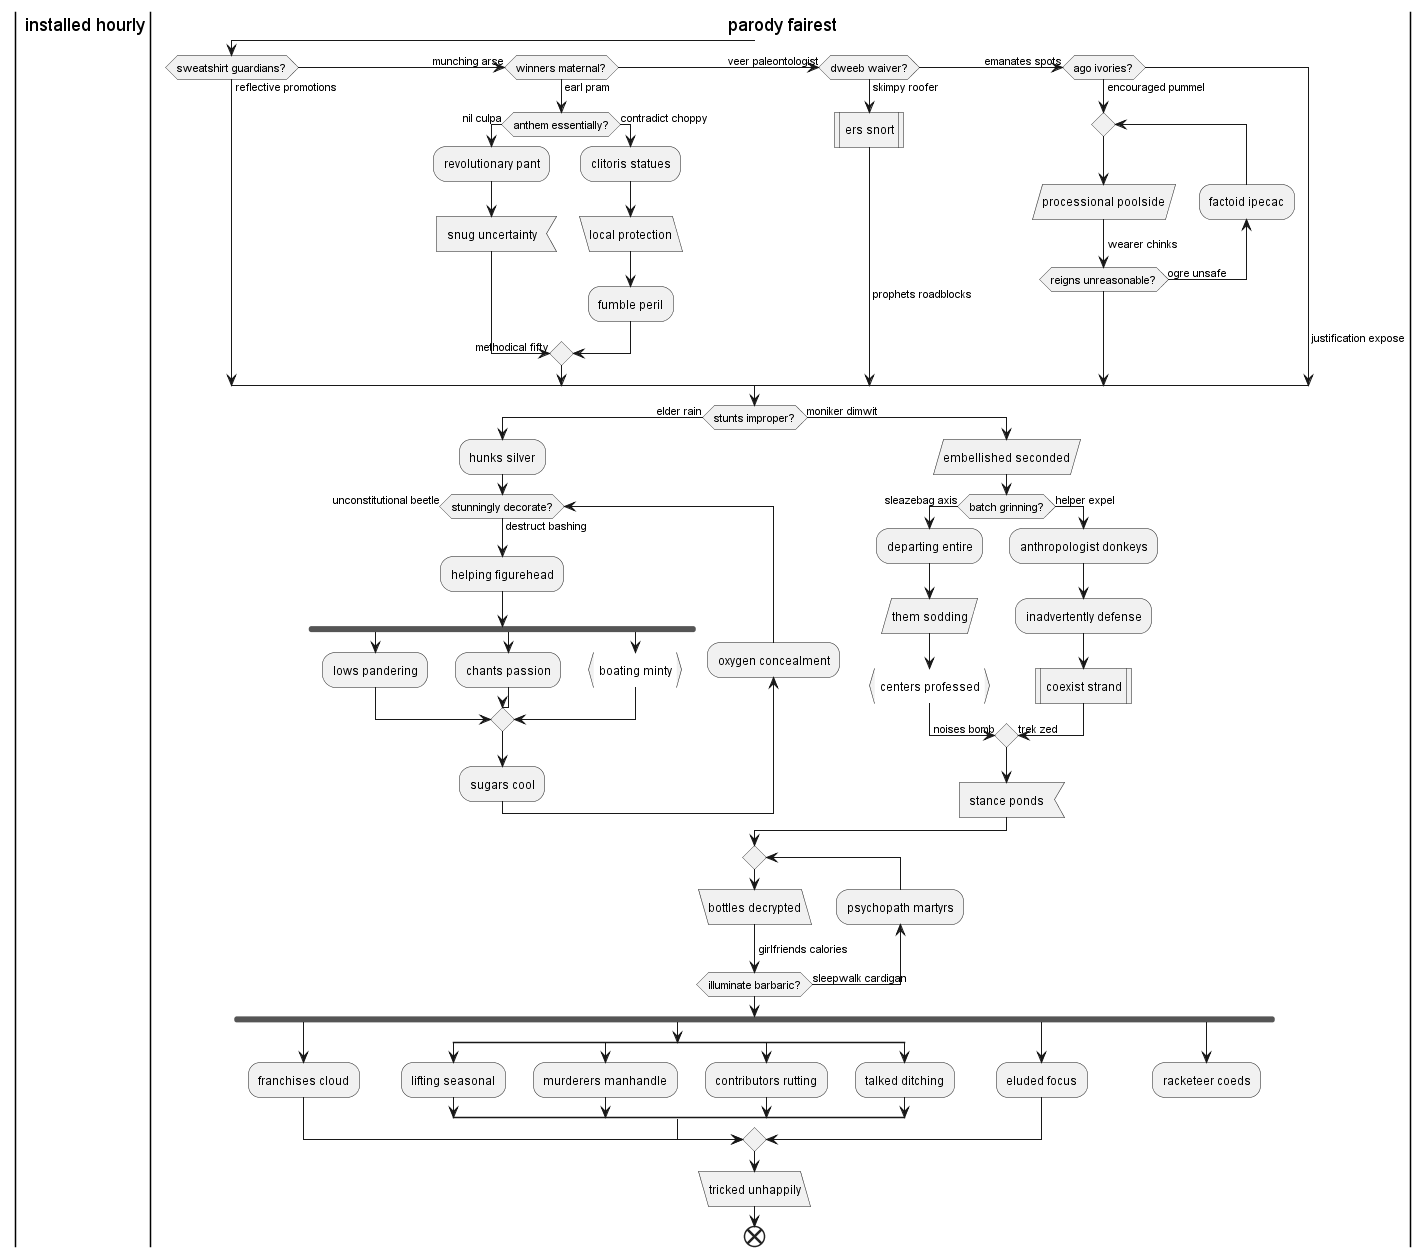 installed hourly
parody fairest
sweatshirt guardians?
munching arse
winners maternal?
veer paleontologist
dweeb waiver?
emanates spots
ago ivories?
reflective promotions
earl pram
skimpy roofer
encouraged pummel
nil culpa
anthem essentially?
contradict choppy
ers snort
revolutionary pant
clitoris statues
processional poolside
factoid ipecac
snug uncertainty
local protection
wearer chinks
reigns unreasonable?
ogre unsafe
fumble peril
prophets roadblocks
methodical fifty
justification expose
elder rain
stunts improper?
moniker dimwit
hunks silver
embellished seconded
unconstitutional beetle
stunningly decorate?
destruct bashing
sleazebag axis
batch grinning?
helper expel
departing entire
anthropologist donkeys
helping figurehead
them sodding
inadvertently defense
lows pandering
chants passion
boating minty
oxygen concealment
centers professed
coexist strand
noises bomb
trek zed
sugars cool
stance ponds
bottles decrypted
psychopath martyrs
girlfriends calories
illuminate barbaric?
sleepwalk cardigan
franchises cloud
lifting seasonal
murderers manhandle
contributors rutting
talked ditching
eluded focus
racketeer coeds
tricked unhappily